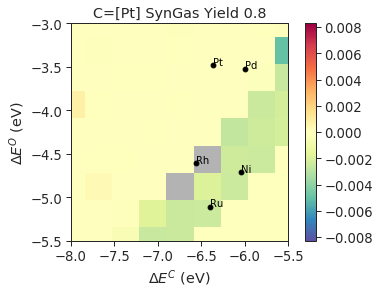 C=[Pt] SynGas Yield 0.8
−3.0
−3.5
−4.0
−4.5
−5.0
−5.5
ΔE^O (eV)
Pt
Pd
Rh
Ni
Ru
−8.0 −7.5 −7.0 −6.5 −6.0 −5.5
ΔE^C (eV)
0.008
0.006
0.004
0.002
0.000
−0.002
−0.004
−0.006
−0.008